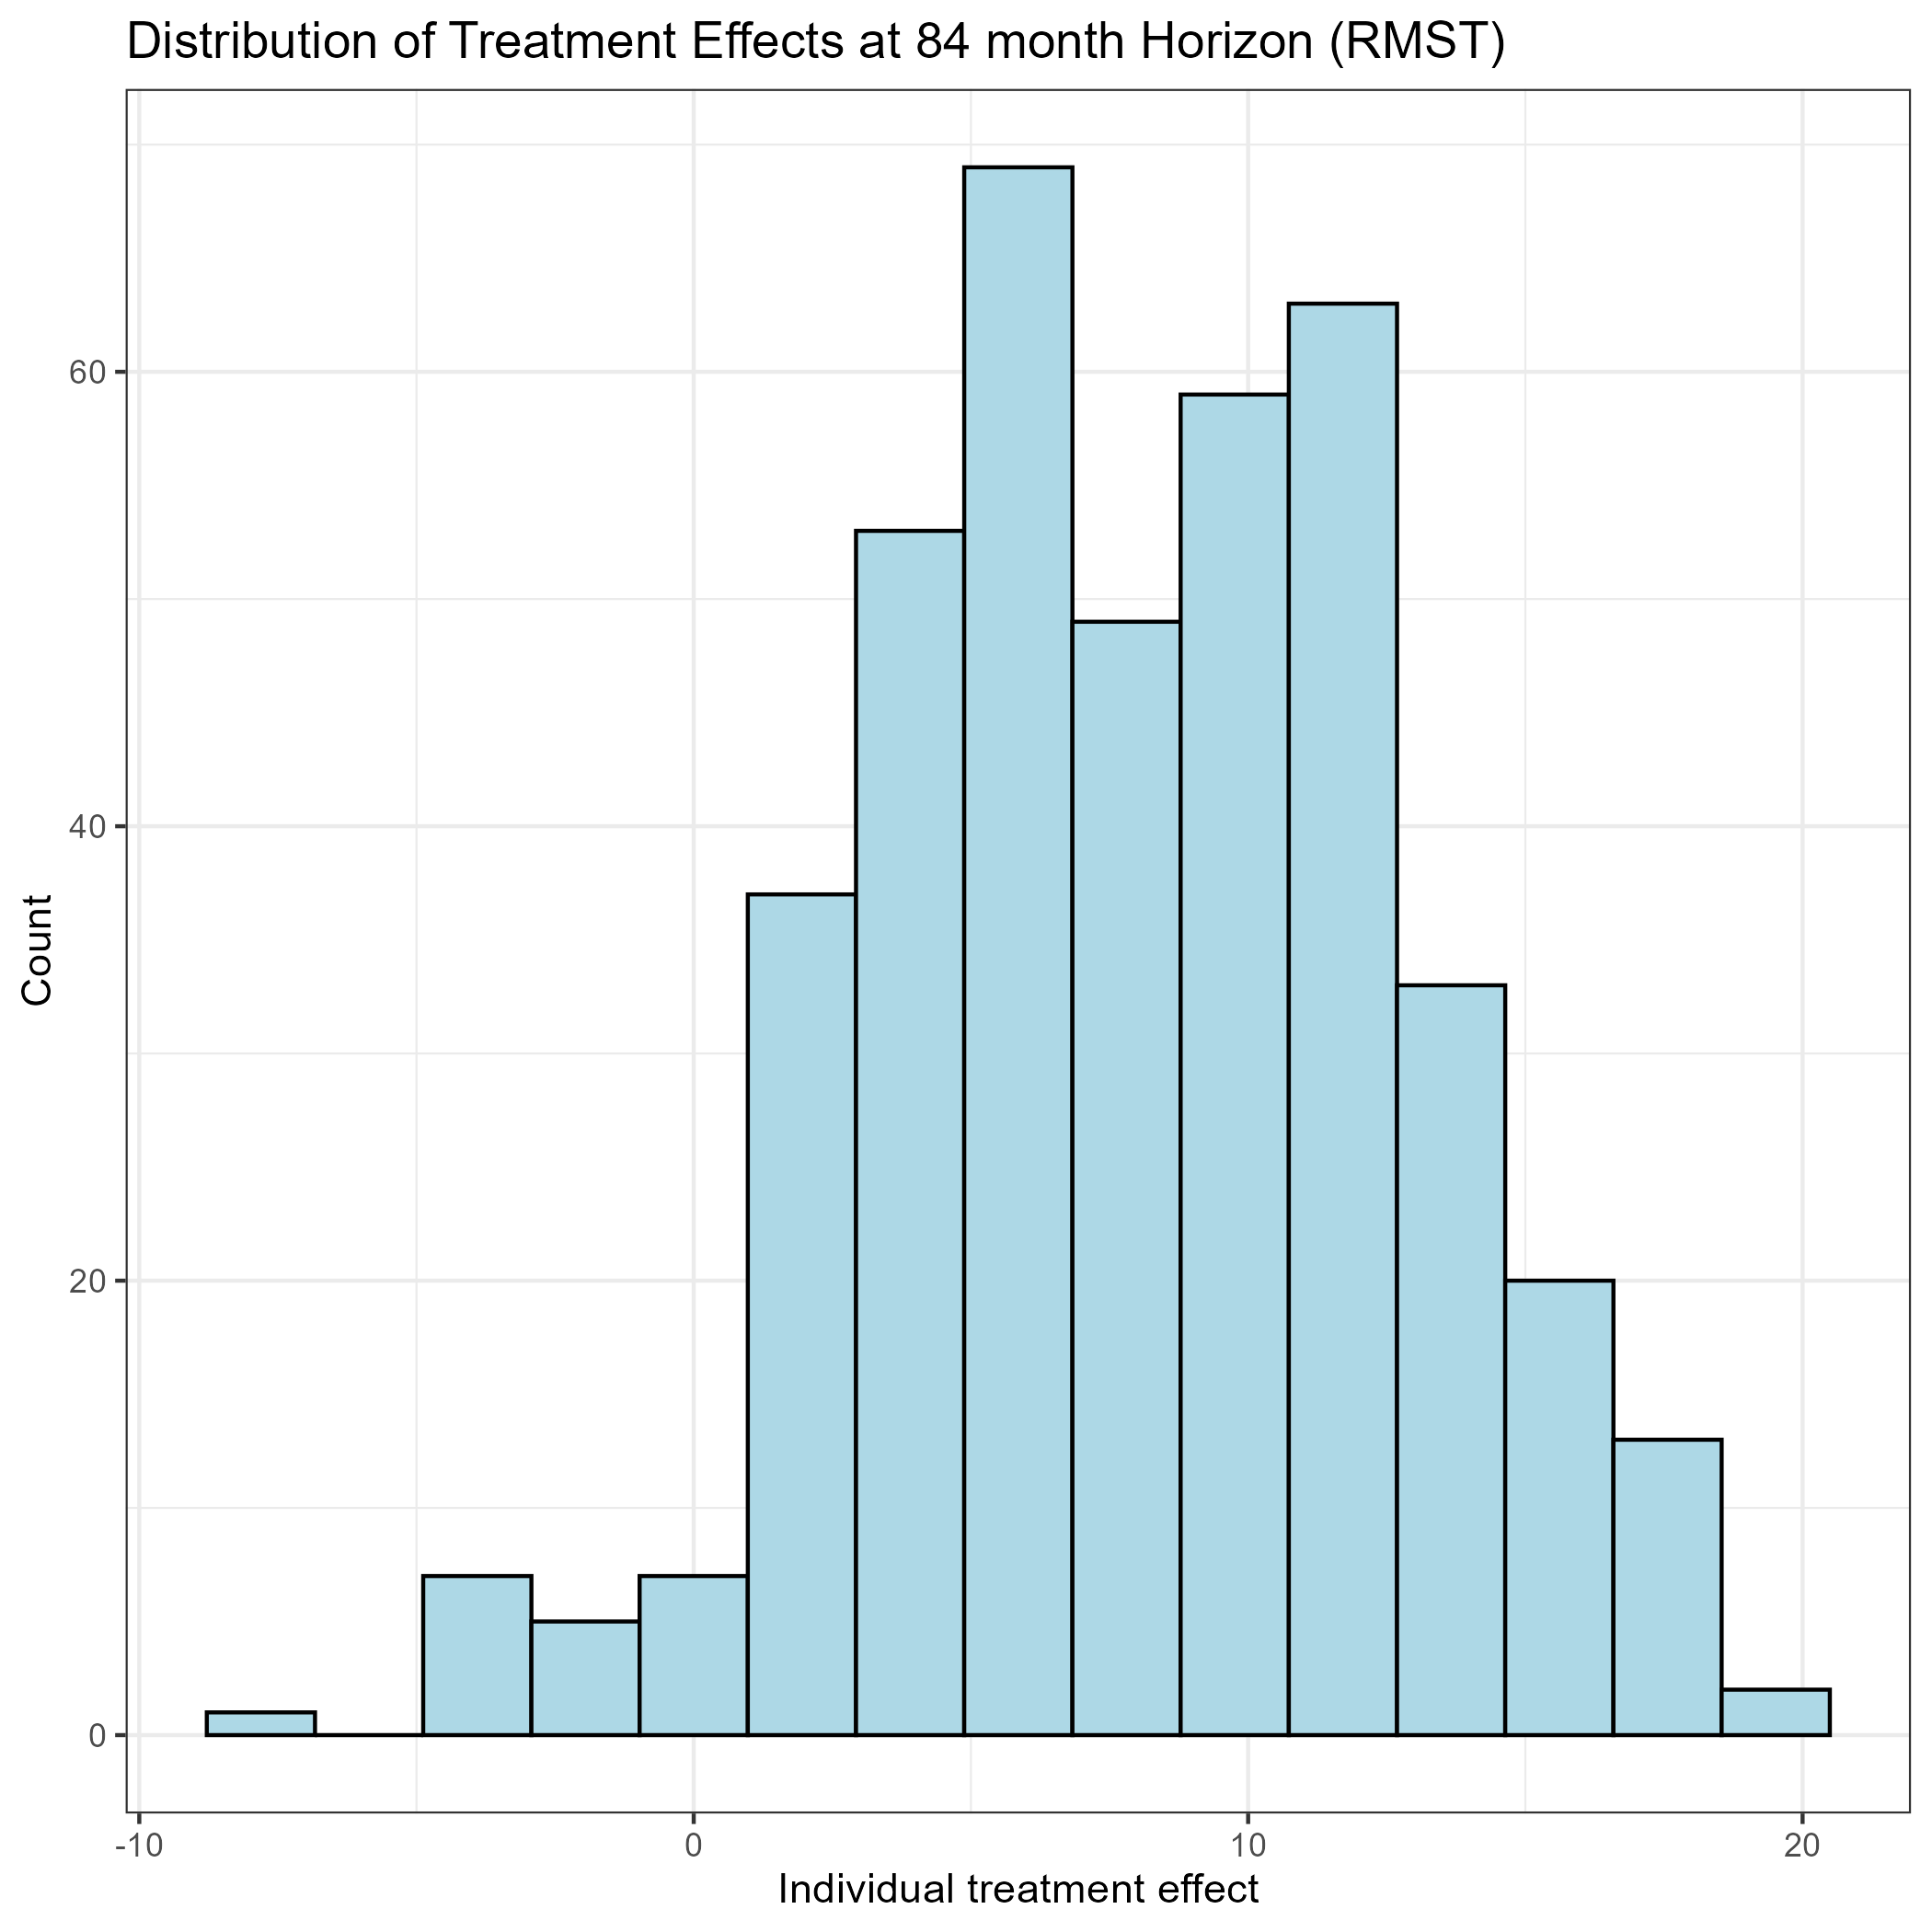 Distribution of Treatment Effects at 84 month Horizon (RMST)
60
40
20
0
Count
-10 0 10 20
Individual treatment effect